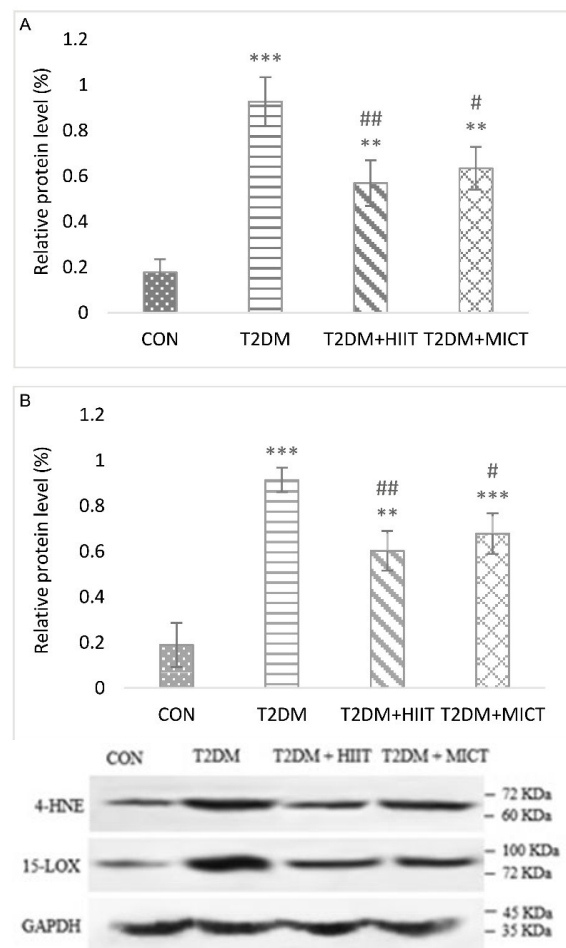 A
Relative protein level (%)
1.2
1
0.8
0.6
0.4
0.2
0
***
##
**
#
**
CON T2DM T2DM+HIIT T2DM+MICT
B
Relative protein level (%)
1.2
1
0.8
0.6
0.4
0.2
0
***
##
**
#
***
CON T2DM T2DM+HIIT T2DM+MICT
CON T2DM T2DM + HIIT T2DM + MICT
4-HNE
72 KDa
60 KDa
15-LOX
100 KDa
72 KDa
GAPDH
45 KDa
35 KDa